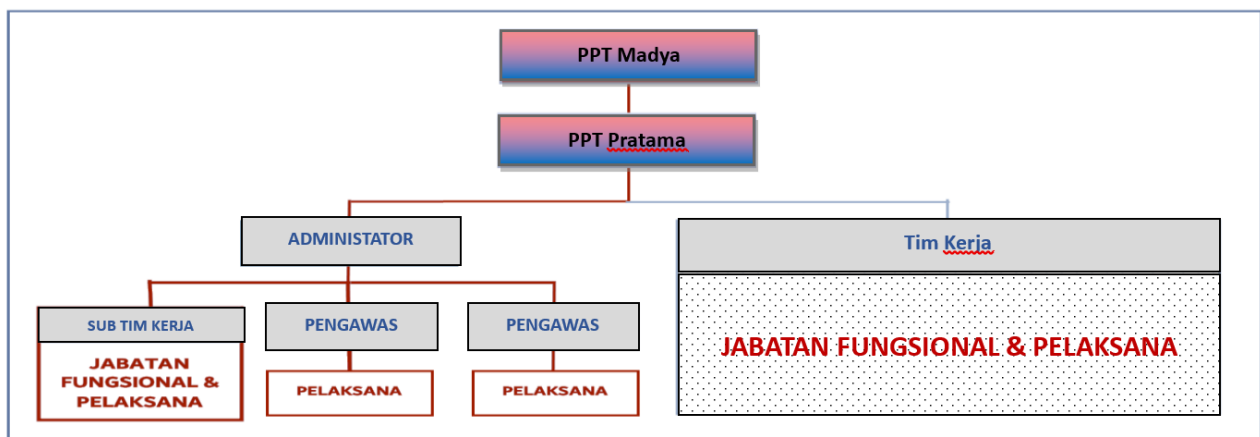 PPT Madya
PPT Pratama
ADMINISTATOR
Tim Kerja
SUB TIM KERJA
PENGAWAS
PENGAWAS
JABATAN
FUNGSIONAL &
PELAKSANA
PELAKSANA
PELAKSANA
JABATAN FUNGSIONAL & PELAKSANA